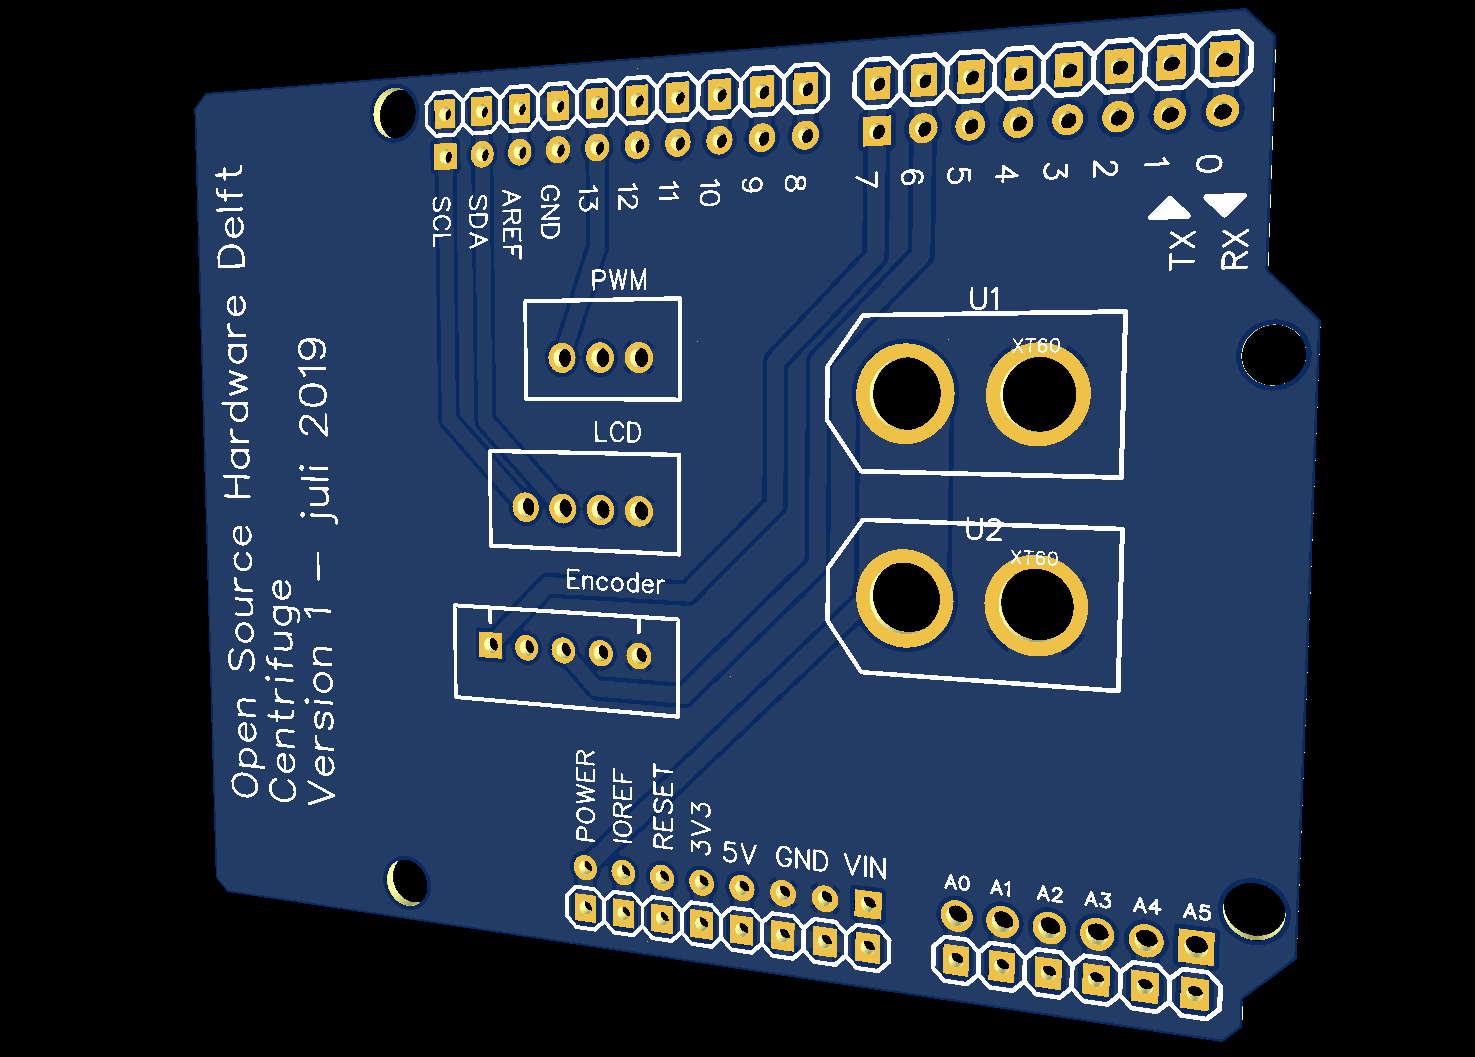 SCL
SDA
AREF
GND
13
12
11
10
9
8
7
6
5
4
3
2
1
0
TX
RX
Open Source Hardware Delft
Centrifuge
Version 1 – juli 2019
PWM
U1
XT60
LCD
U2
XT60
Encoder
POWER
IOREF
RESET
3V3
5V
GND
VIN
A0
A1
A2
A3
A4
A5